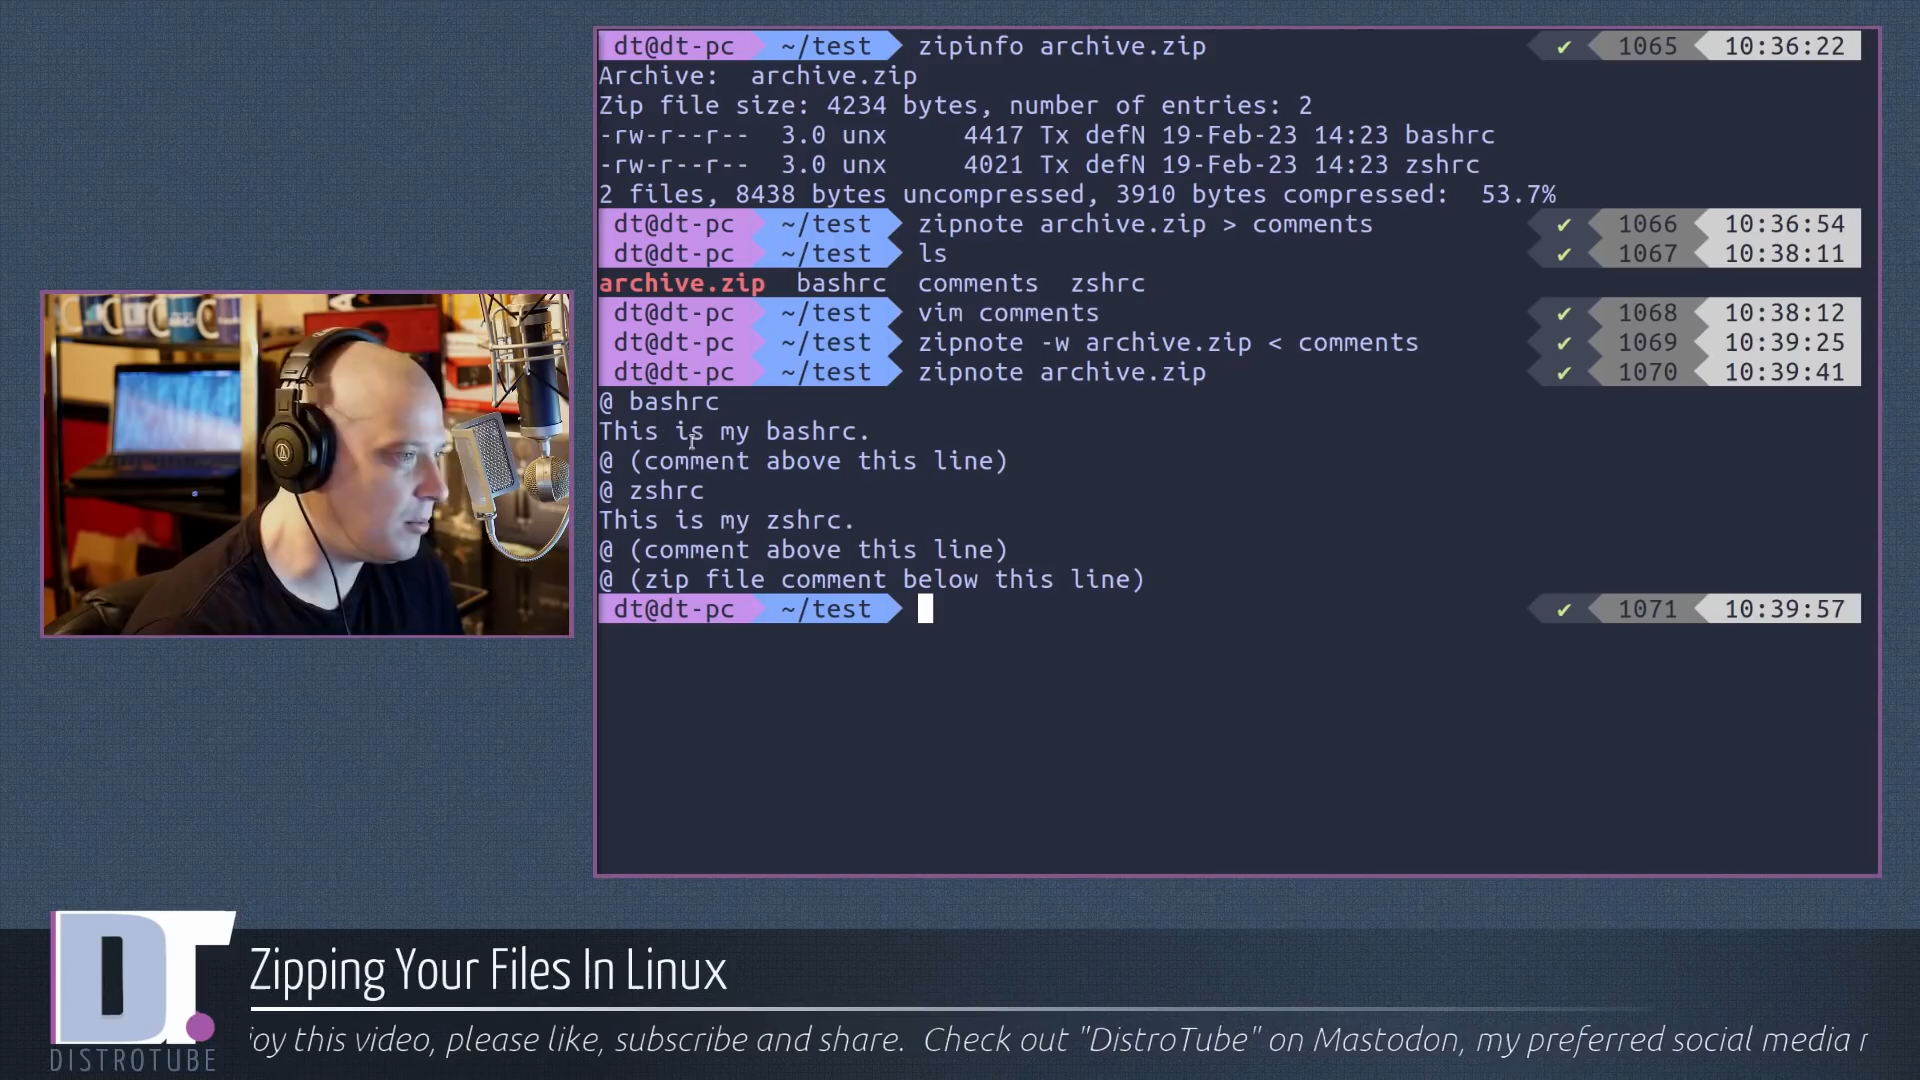 dt@dt-pc ~/test zipinfo archive.zip ✔ 1065 10:36:22
Archive:  archive.zip
Zip file size: 4234 bytes, number of entries: 2
-rw-r--r--  3.0 unx     4417 Tx defN 19-Feb-23 14:23 bashrc
-rw-r--r--  3.0 unx     4021 Tx defN 19-Feb-23 14:23 zshrc
2 files, 8438 bytes uncompressed, 3910 bytes compressed:  53.7%
dt@dt-pc ~/test zipnote archive.zip > comments ✔ 1066 10:36:54
dt@dt-pc ~/test ls ✔ 1067 10:38:11
archive.zip  bashrc  comments  zshrc
dt@dt-pc ~/test vim comments ✔ 1068 10:38:12
dt@dt-pc ~/test zipnote -w archive.zip < comments ✔ 1069 10:39:25
dt@dt-pc ~/test zipnote archive.zip ✔ 1070 10:39:41
@ bashrc
This is my bashrc.
@ (comment above this line)
@ zshrc
This is my zshrc.
@ (comment above this line)
@ (zip file comment below this line)
dt@dt-pc ~/test ✔ 1071 10:39:57
DT
DISTROTUBE
Zipping Your Files In Linux
joy this video, please like, subscribe and share.  Check out "DistroTube" on Mastodon, my preferred social media